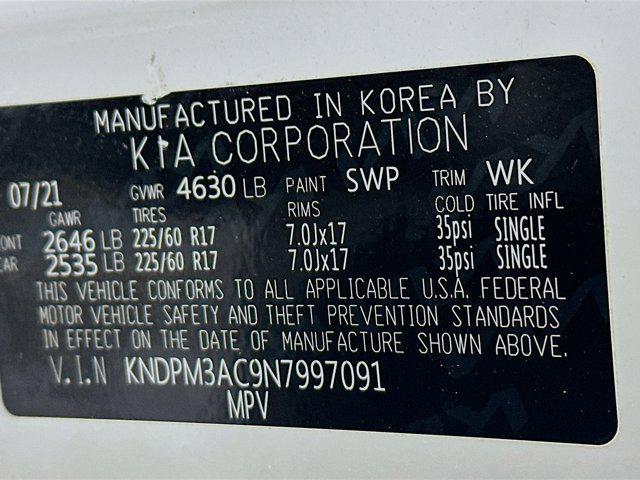 MANUFACTURED IN KOREA BY
KIA CORPORATION
07/21 GVWR 4630 LB PAINT SWP TRIM WK
GAWR TIRES RIMS COLD TIRE INFL
2646 LB 225/60 R17 7.0Jx17 35psi SINGLE
2535 LB 225/60 R17 7.0Jx17 35psi SINGLE
THIS VEHICLE CONFORMS TO ALL APPLICABLE U.S.A. FEDERAL
MOTOR VEHICLE SAFETY AND THEFT PREVENTION STANDARDS
IN EFFECT ON THE DATE OF MANUFACTURE SHOWN ABOVE.
V.I.N KNDPM3AC9N7997091
MPV